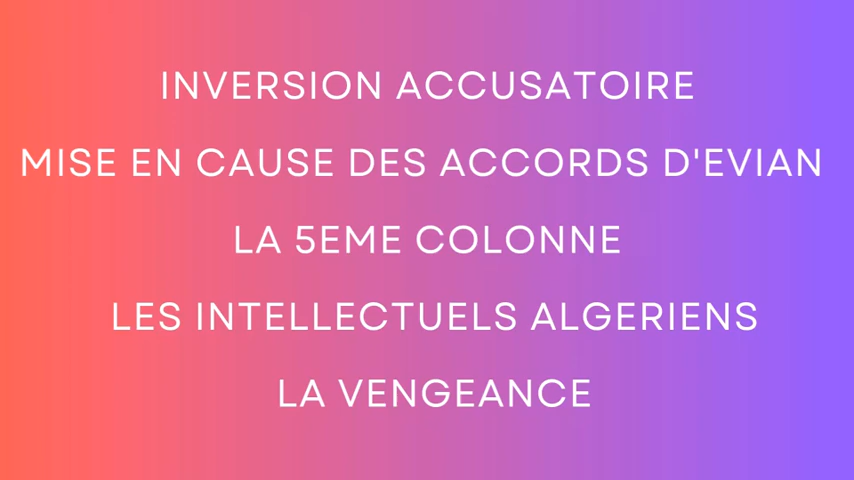 INVERSION ACCUSATOIRE
MISE EN CAUSE DES ACCORDS D'EVIAN
LA 5EME COLONNE
LES INTELLECTUELS ALGERIENS
LA VENGEANCE